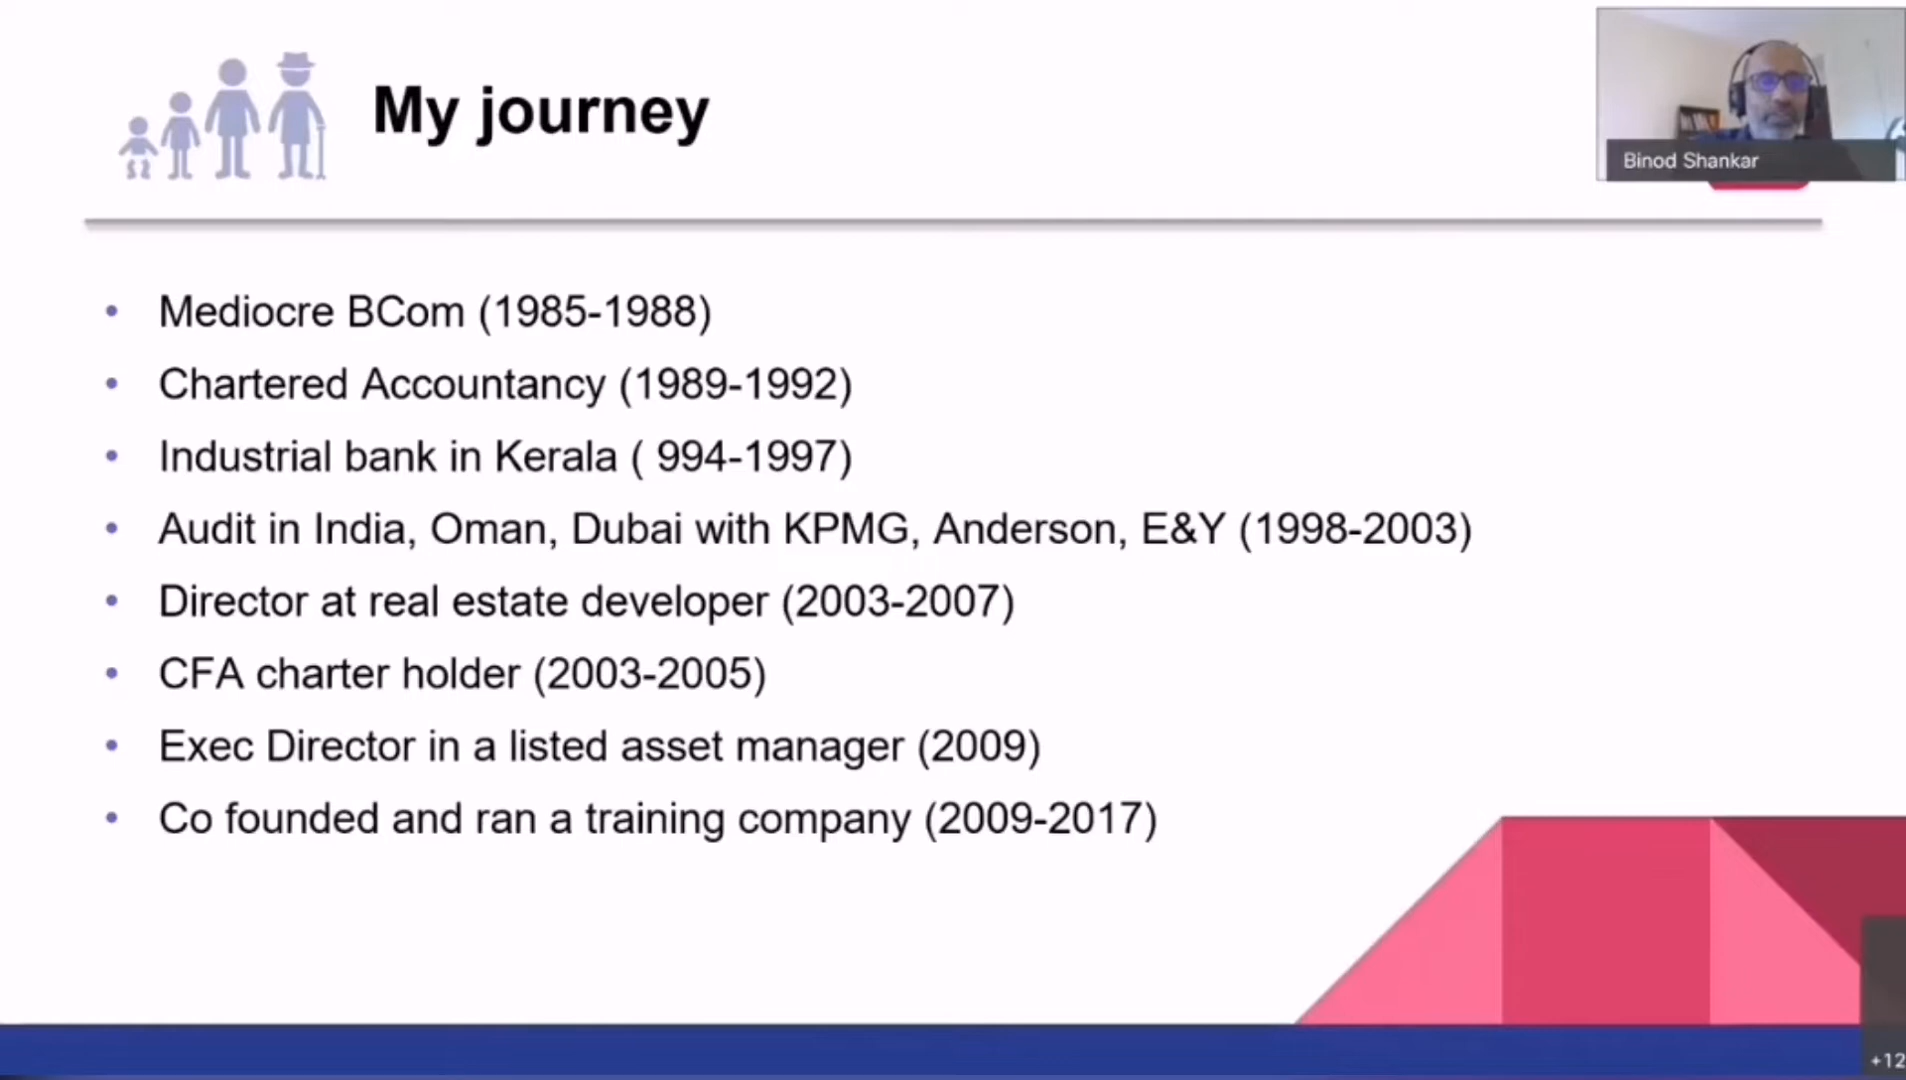 My journey
Binod Shankar
• Mediocre BCom (1985-1988)
• Chartered Accountancy (1989-1992)
• Industrial bank in Kerala ( 994-1997)
• Audit in India, Oman, Dubai with KPMG, Anderson, E&Y (1998-2003)
• Director at real estate developer (2003-2007)
• CFA charter holder (2003-2005)
• Exec Director in a listed asset manager (2009)
• Co founded and ran a training company (2009-2017)
+12